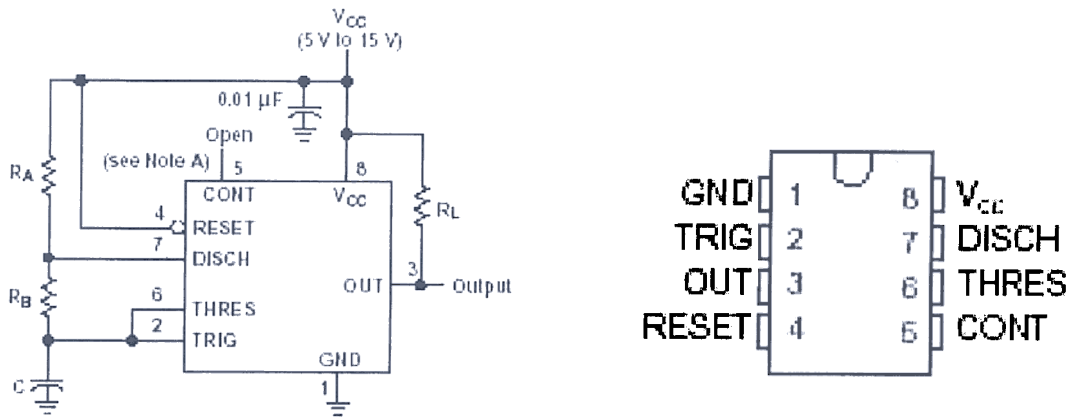 VCC
(5 V to 15 V)
0.01 µF
Open
(see Note A)
5
8
CONT
VCC
RA
RL
4
RESET
7
DISCH
RB
3
OUT
Output
6
THRES
2
TRIG
GND
1
C
GND 1
8 VCC
TRIG 2
7 DISCH
OUT 3
6 THRES
RESET 4
5 CONT